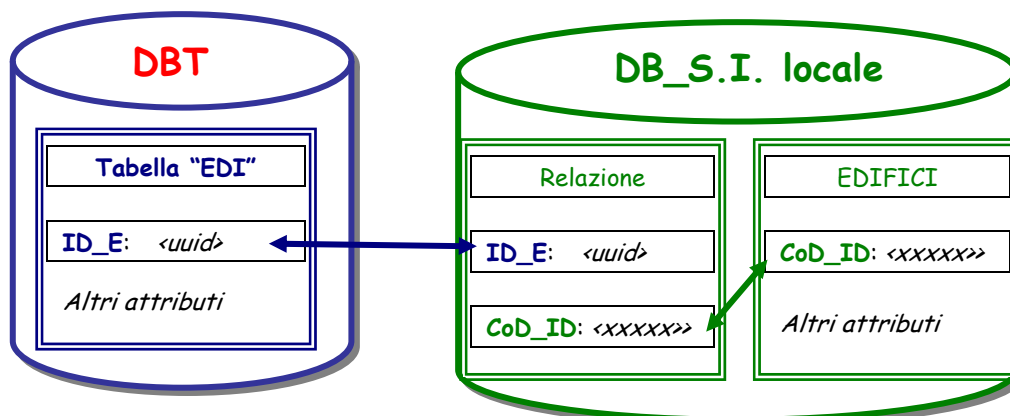 DBT
Tabella “EDI”
ID_E: <uuid>
Altri attributi
DB_S.I. locale
Relazione
ID_E: <uuid>
CoD_ID: <xxxxx>>
EDIFICI
CoD_ID: <xxxxx>>
Altri attributi